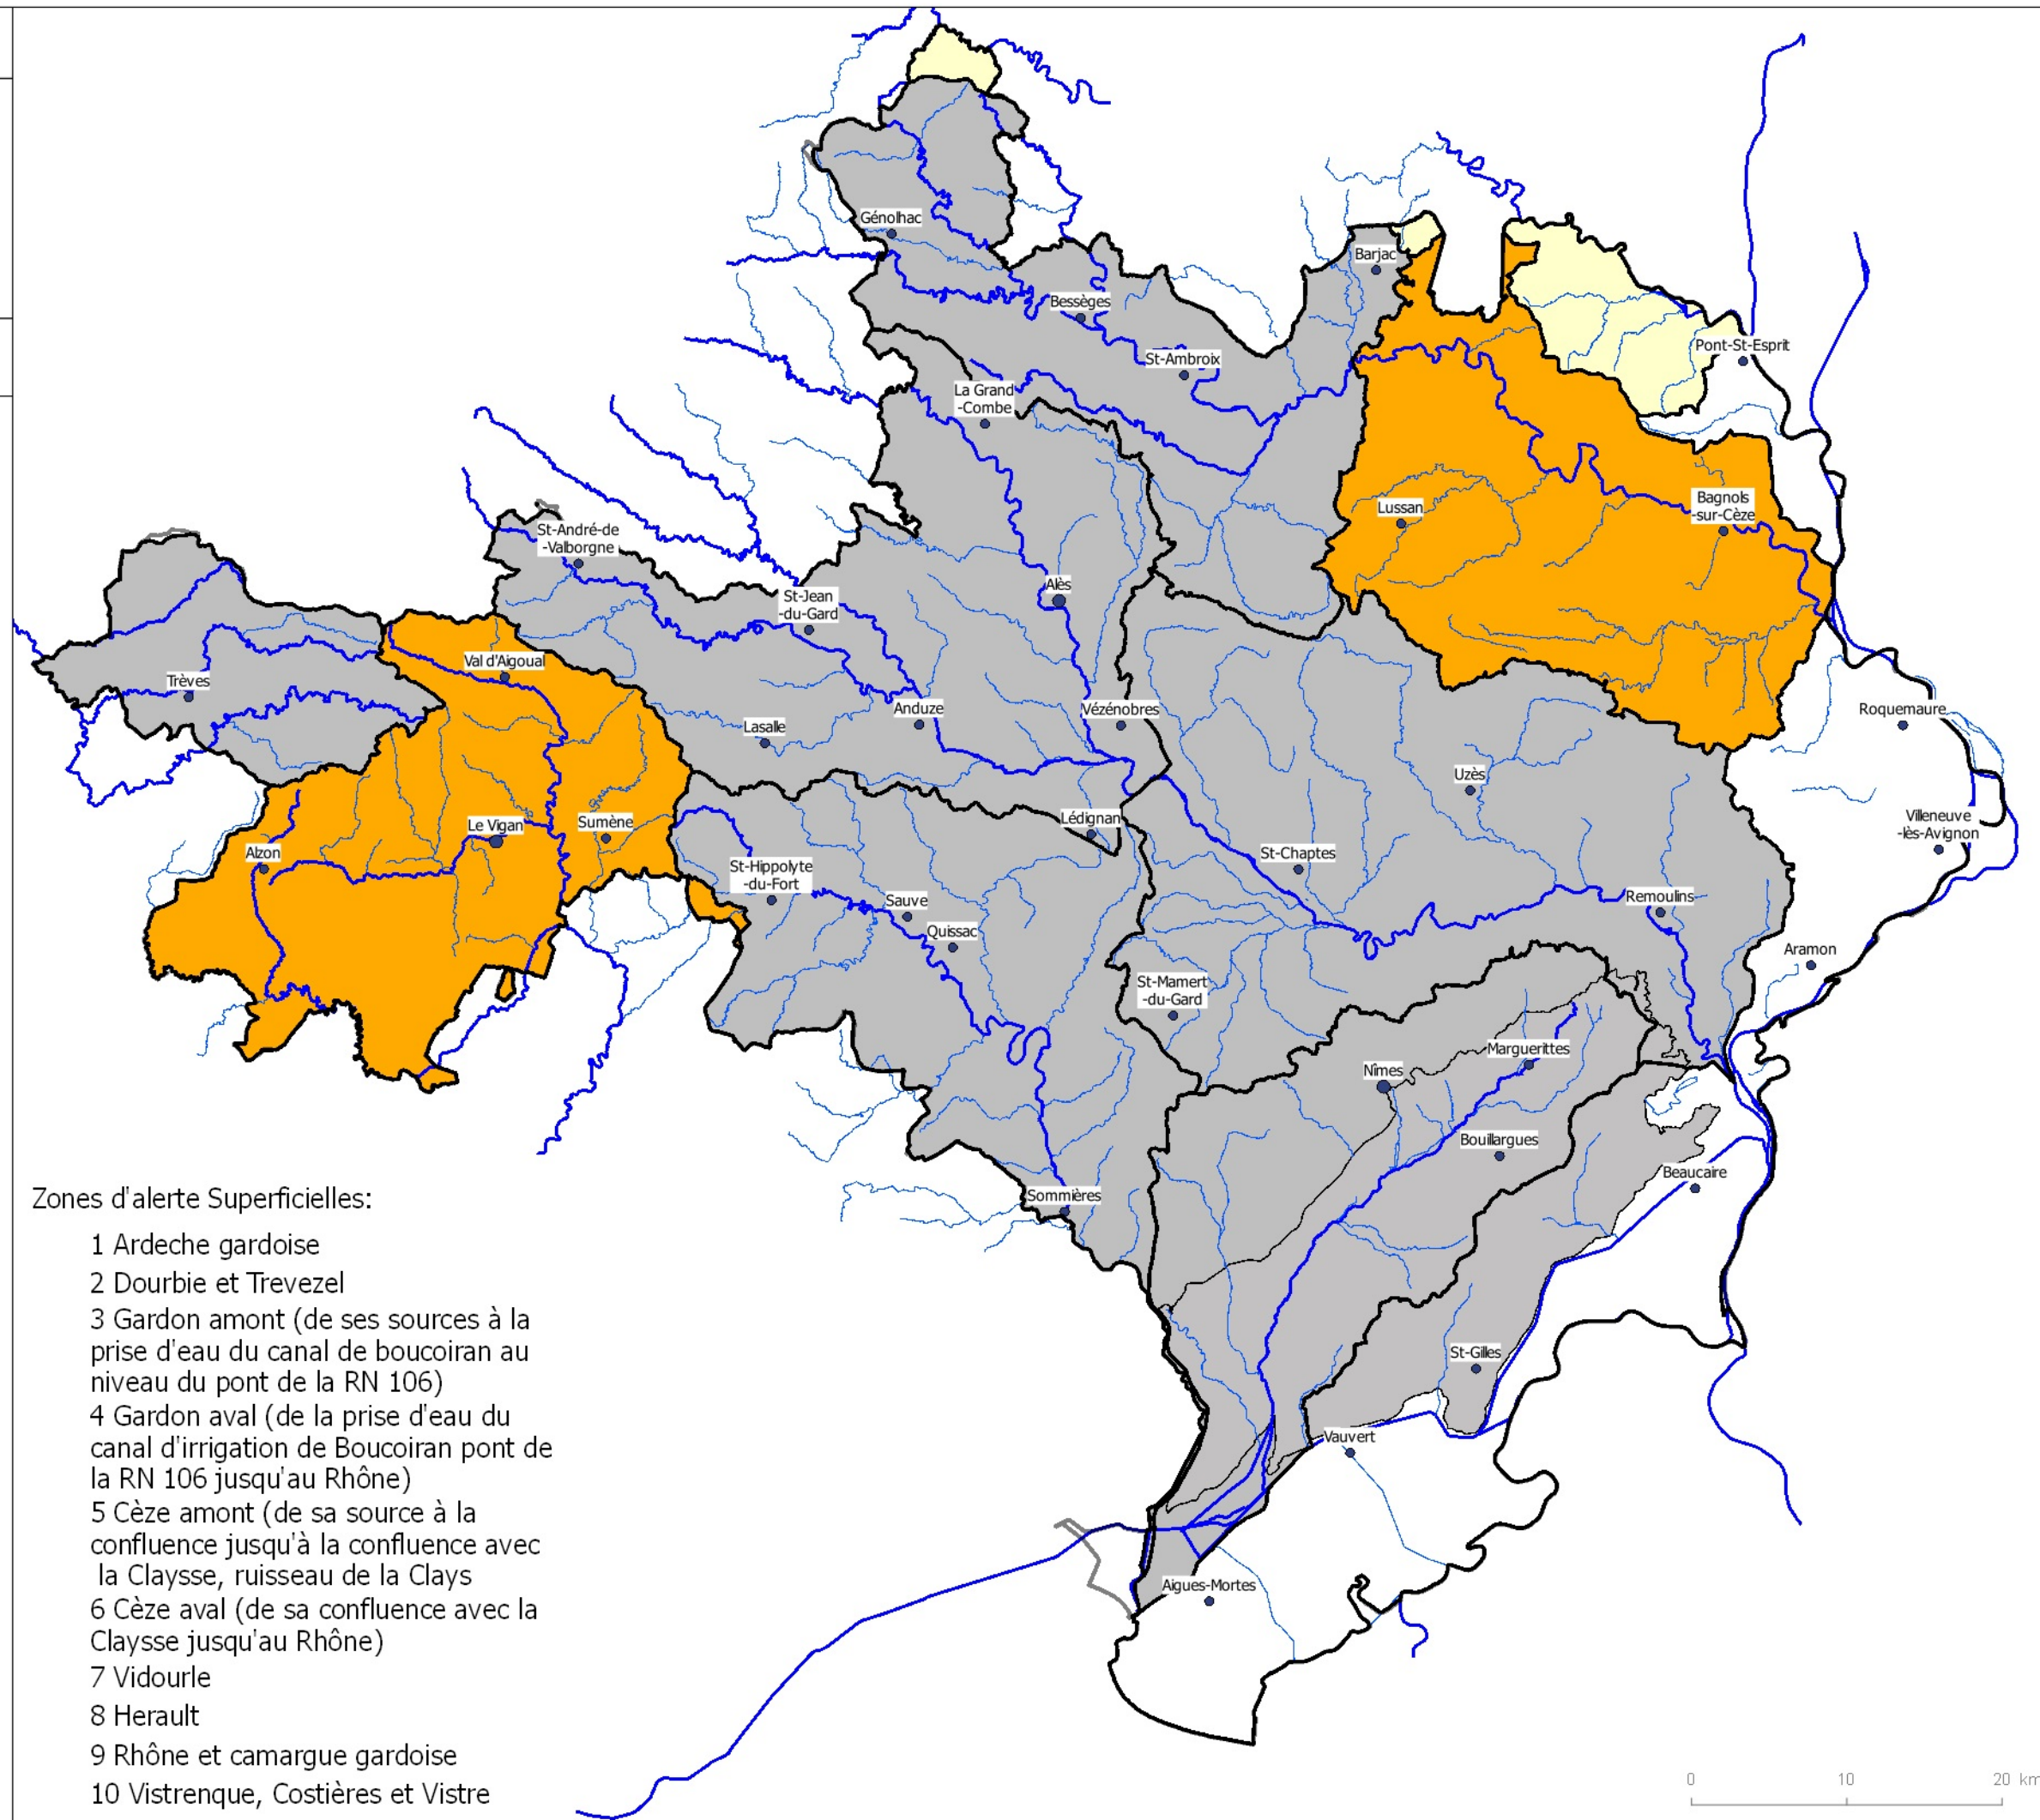 Génolhac
Barjac
Bessèges
Pont-St-Esprit
St-Ambroix
La Grand
-Combe
Lussan
Bagnols
-sur-Cèze
St-André-de
-Valborgne
Alès
St-Jean
-du-Gard
Val d'Aigoual
Trèves
Anduze
Vézénobres
Roquemaure
Lasalle
Uzès
Lédignan
Villeneuve
-lès-Avignon
Le Vigan
Sumène
Alzon
St-Chaptes
St-Hippolyte
-du-Fort
Sauve
Remoulins
Quissac
Aramon
St-Mamert
-du-Gard
Marguerittes
Nîmes
Bouillargues
Beaucaire
Sommières
St-Gilles
Vauvert
Aigues-Mortes
Zones d'alerte Superficielles:
1 Ardeche gardoise
2 Dourbie et Trevezel
3 Gardon amont (de ses sources à la
prise d'eau du canal de boucoiran au
niveau du pont de la RN 106)
4 Gardon aval (de la prise d'eau du
canal d'irrigation de Boucoiran pont de
la RN 106 jusqu'au Rhône)
5 Cèze amont (de sa source à la
confluence jusqu'à la confluence avec
la Claysse, ruisseau de la Clays
6 Cèze aval (de sa confluence avec la
Claysse jusqu'au Rhône)
7 Vidourle
8 Herault
9 Rhône et camargue gardoise
10 Vistrenque, Costières et Vistre
0 10 20 km